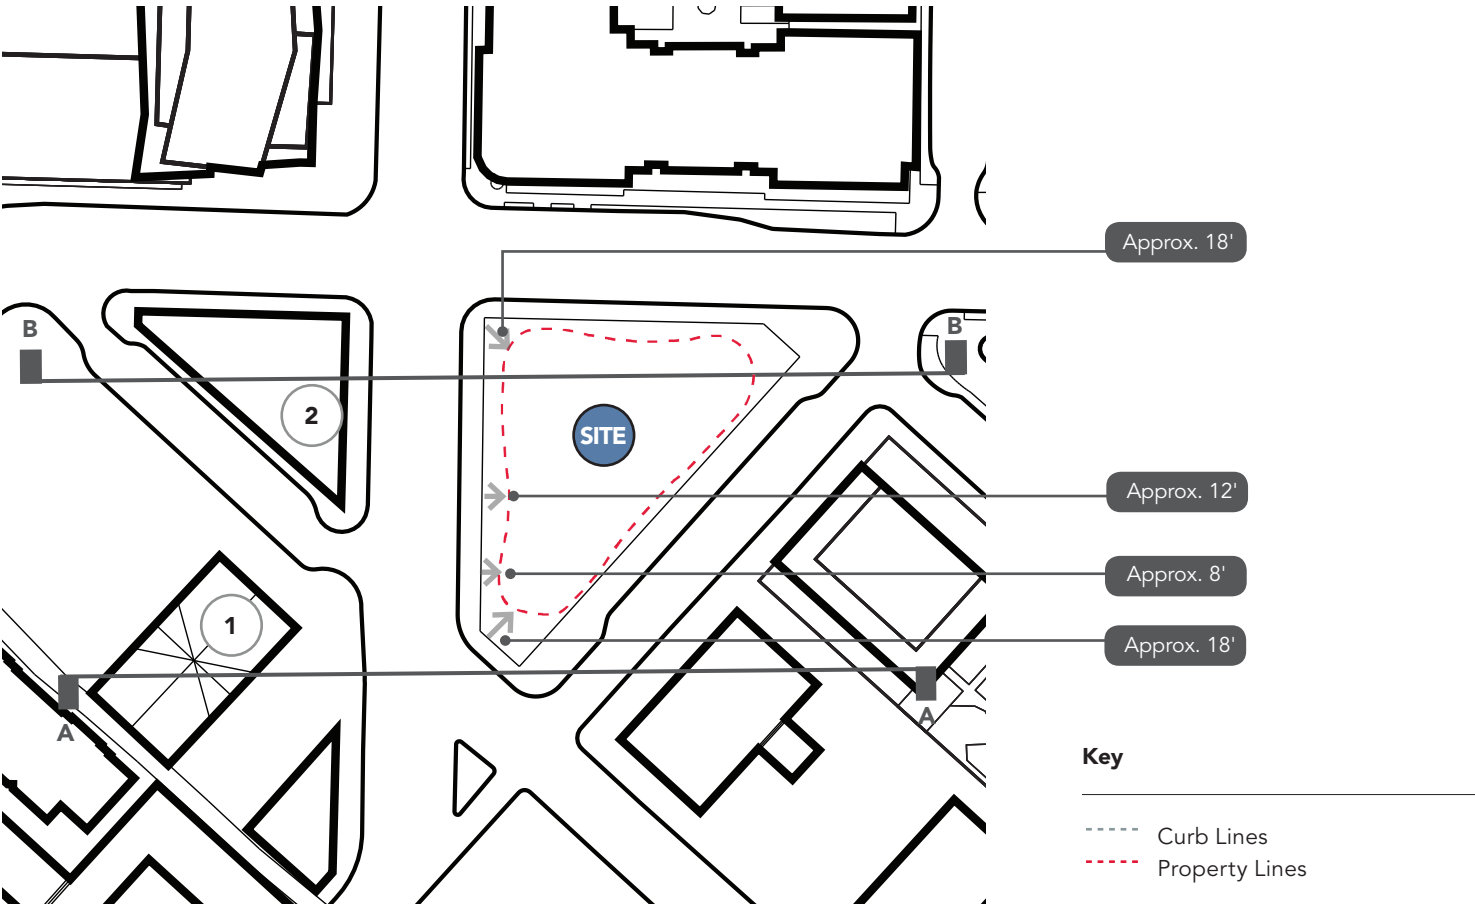 Approx. 18'
B
B
2
SITE
Approx. 12'
Approx. 8'
1
Approx. 18'
A
A
Key
Curb Lines
Property Lines